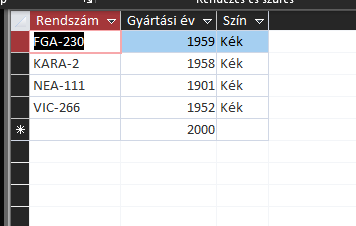 Rendezés és szűrés
Rendszám Gyártási év Szín
FGA-230 1959 Kék
KARA-2 1958 Kék
NEA-111 1901 Kék
VIC-266 1952 Kék
* 2000